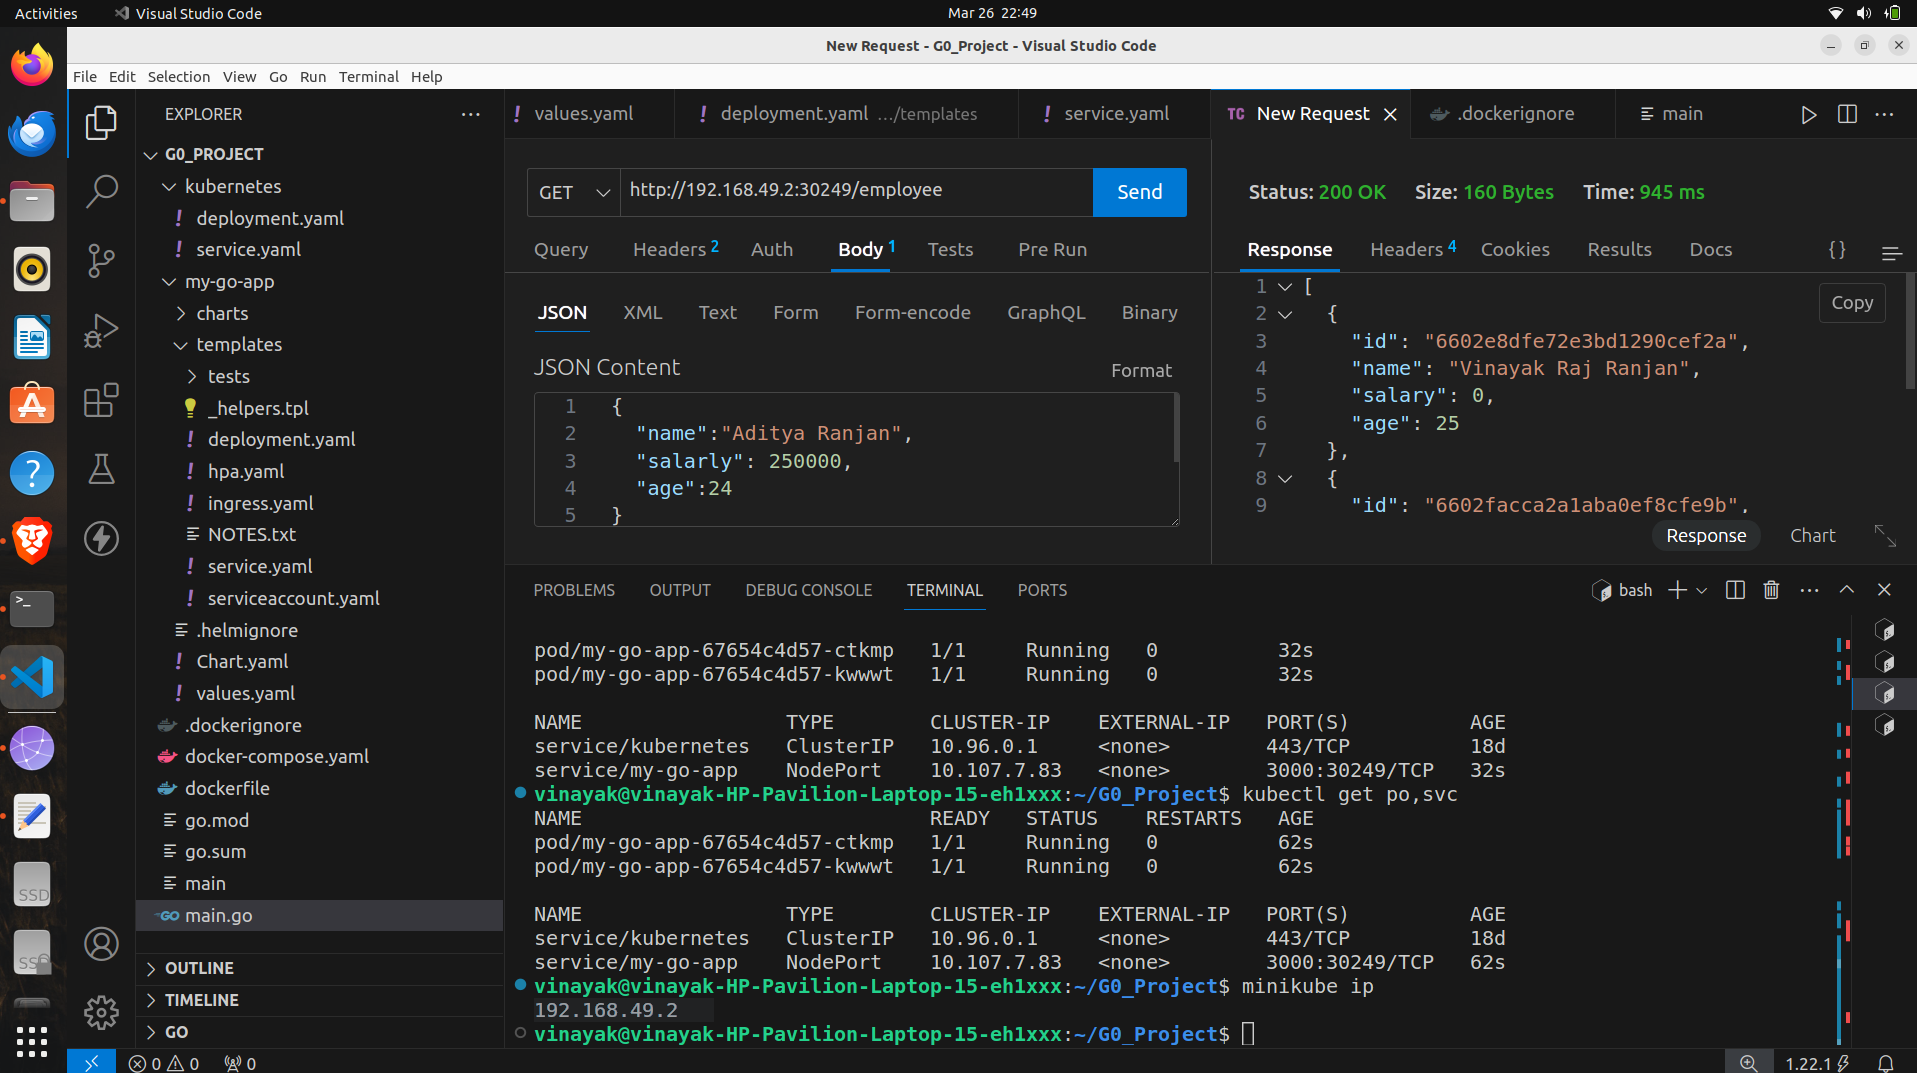 Activities Visual Studio Code Mar 26 22:49
New Request - G0_Project - Visual Studio Code
File Edit Selection View Go Run Terminal Help
EXPLORER
G0_PROJECT
kubernetes
deployment.yaml
service.yaml
my-go-app
charts
templates
tests
_helpers.tpl
deployment.yaml
hpa.yaml
ingress.yaml
NOTES.txt
service.yaml
serviceaccount.yaml
.helmignore
Chart.yaml
values.yaml
.dockerignore
docker-compose.yaml
dockerfile
go.mod
go.sum
main
main.go
OUTLINE
TIMELINE
GO
values.yaml deployment.yaml .../templates service.yaml TC New Request .dockerignore main
GET http://192.168.49.2:30249/employee Send
Query Headers 2 Auth Body 1 Tests Pre Run
JSON XML Text Form Form-encode GraphQL Binary
JSON Content Format
1 {
2 "name":"Aditya Ranjan",
3 "salarly": 250000,
4 "age":24
5 }
Status: 200 OK Size: 160 Bytes Time: 945 ms
Response Headers 4 Cookies Results Docs {}
Copy
1 [
2 {
3 "id": "6602e8dfe72e3bd1290cef2a",
4 "name": "Vinayak Raj Ranjan",
5 "salary": 0,
6 "age": 25
7 },
8 {
9 "id": "6602facca2a1aba0ef8cfe9b",
Response Chart
PROBLEMS OUTPUT DEBUG CONSOLE TERMINAL PORTS bash
pod/my-go-app-67654c4d57-ctkmp 1/1 Running 0 32s
pod/my-go-app-67654c4d57-kwwwt 1/1 Running 0 32s
NAME TYPE CLUSTER-IP EXTERNAL-IP PORT(S) AGE
service/kubernetes ClusterIP 10.96.0.1 <none> 443/TCP 18d
service/my-go-app NodePort 10.107.7.83 <none> 3000:30249/TCP 32s
vinayak@vinayak-HP-Pavilion-Laptop-15-eh1xxx:~/G0_Project$ kubectl get po,svc
NAME READY STATUS RESTARTS AGE
pod/my-go-app-67654c4d57-ctkmp 1/1 Running 0 62s
pod/my-go-app-67654c4d57-kwwwt 1/1 Running 0 62s
NAME TYPE CLUSTER-IP EXTERNAL-IP PORT(S) AGE
service/kubernetes ClusterIP 10.96.0.1 <none> 443/TCP 18d
service/my-go-app NodePort 10.107.7.83 <none> 3000:30249/TCP 62s
vinayak@vinayak-HP-Pavilion-Laptop-15-eh1xxx:~/G0_Project$ minikube ip
192.168.49.2
vinayak@vinayak-HP-Pavilion-Laptop-15-eh1xxx:~/G0_Project$
SSD
SSD
0 0 0 1.22.1